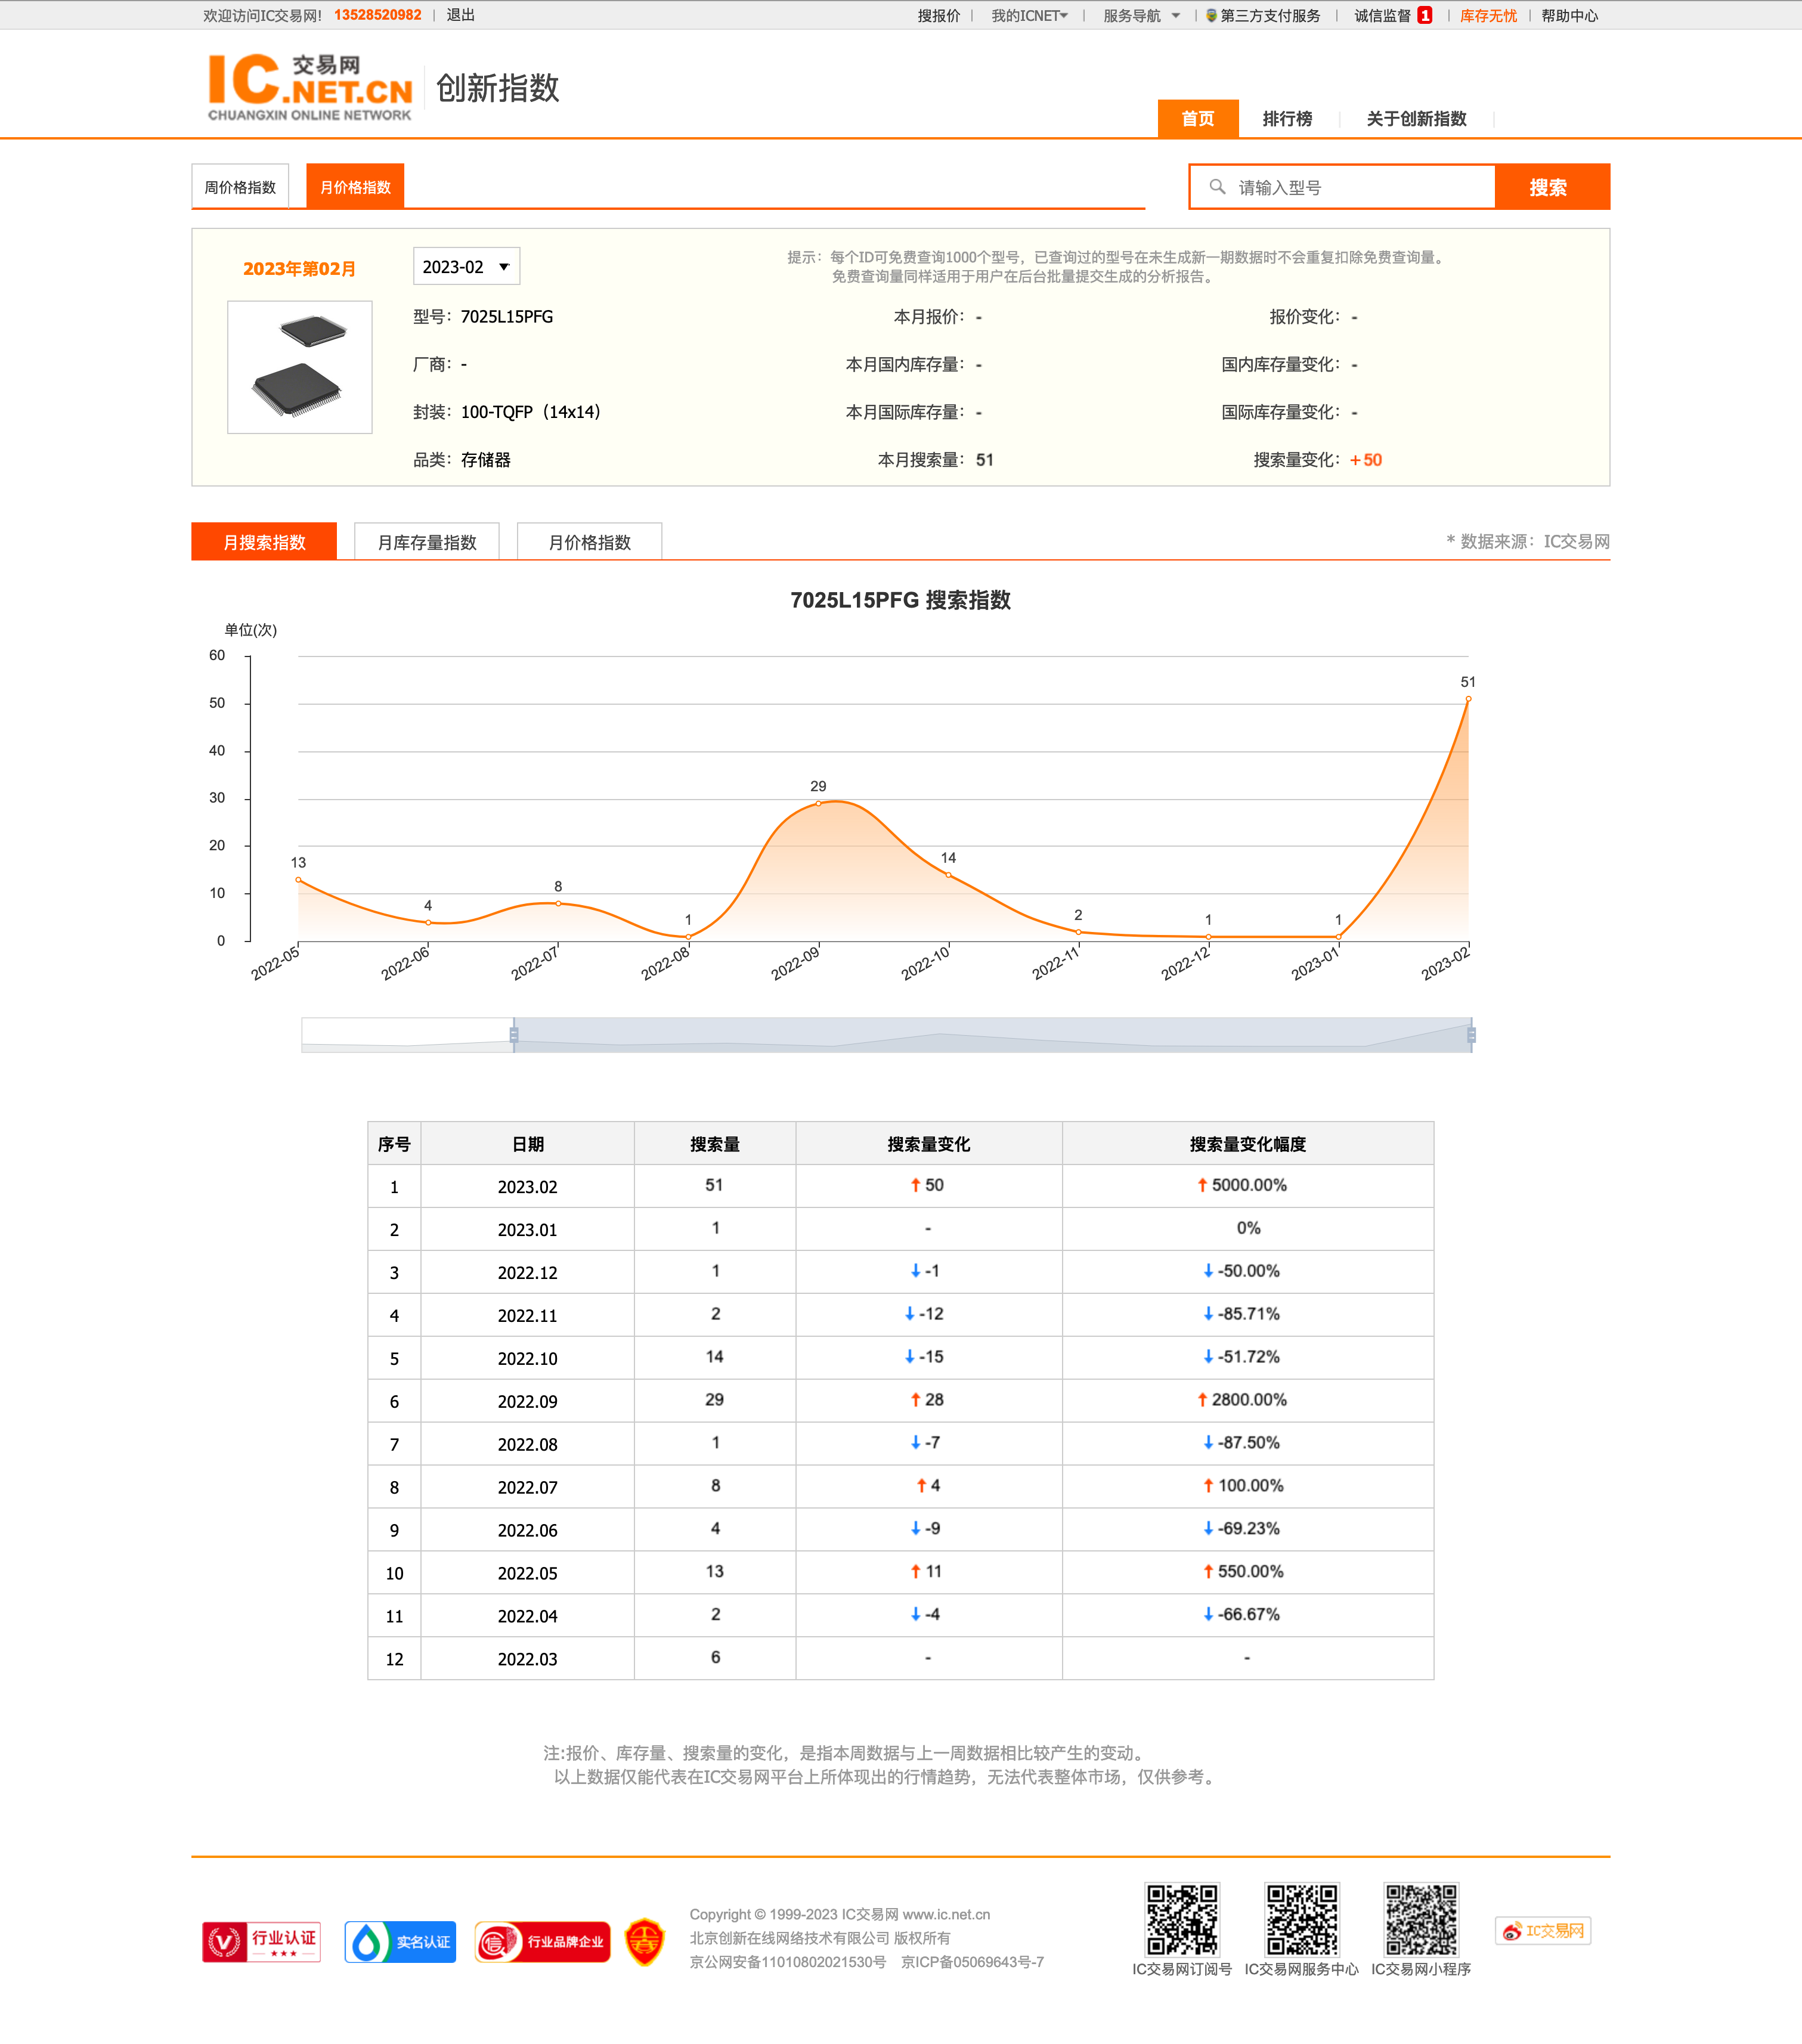 欢迎访问IC交易网! 13528520982 | 退出 搜报价 | 我的ICNET | 服务导航 | 第三方支付服务 | 诚信监督 1 | 库存无忧 | 帮助中心
IC 交易网 .NET.CN
CHUANGXIN ONLINE NETWORK
创新指数
首页 排行榜 关于创新指数
周价格指数 月价格指数 请输入型号 搜索
2023年第02月 2023-02
提示：每个ID可免费查询1000个型号，已查询过的型号在未生成新一期数据时不会重复扣除免费查询量。
免费查询量同样适用于用户在后台批量提交生成的分析报告。
型号：7025L15PFG 本月报价：- 报价变化：-
厂商：- 本月国内库存量：- 国内库存量变化：-
封装：100-TQFP（14x14） 本月国际库存量：- 国际库存量变化：-
品类：存储器 本月搜索量：51 搜索量变化：+50
月搜索指数 月库存量指数 月价格指数 * 数据来源：IC交易网
7025L15PFG 搜索指数
单位(次)
60
50
40
30
20
10
0
13 4 8 1 29 14 2 1 1 51
2022-05 2022-06 2022-07 2022-08 2022-09 2022-10 2022-11 2022-12 2023-01 2023-02
序号 日期 搜索量 搜索量变化 搜索量变化幅度
1 2023.02 51 ↑50 ↑5000.00%
2 2023.01 1 - 0%
3 2022.12 1 ↓-1 ↓-50.00%
4 2022.11 2 ↓-12 ↓-85.71%
5 2022.10 14 ↓-15 ↓-51.72%
6 2022.09 29 ↑28 ↑2800.00%
7 2022.08 1 ↓-7 ↓-87.50%
8 2022.07 8 ↑4 ↑100.00%
9 2022.06 4 ↓-9 ↓-69.23%
10 2022.05 13 ↑11 ↑550.00%
11 2022.04 2 ↓-4 ↓-66.67%
12 2022.03 6 - -
注:报价、库存量、搜索量的变化，是指本周数据与上一周数据相比较产生的变动。
以上数据仅能代表在IC交易网平台上所体现出的行情趋势，无法代表整体市场，仅供参考。
行业认证
实名认证
信 行业品牌企业
Copyright © 1999-2023 IC交易网 www.ic.net.cn
北京创新在线网络技术有限公司 版权所有
京公网安备11010802021530号 京ICP备05069643号-7
IC交易网订阅号 IC交易网服务中心 IC交易网小程序
IC交易网